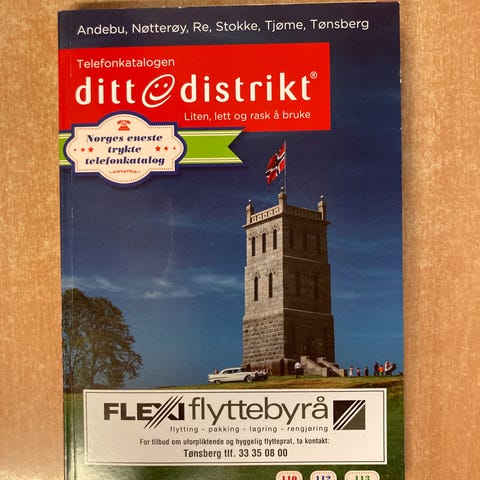 Andebu, Nøtterøy, Re, Stokke, Tjøme, Tønsberg
Telefonkatalogen
ditt distrikt®
Liten, lett og rask å bruke
Norges eneste
trykte
telefonkatalog
FLEXI flyttebyrå
flytting - pakking - lagring - rengjøring
For tilbud om uforpliktende og hyggelig flytteprat, ta kontakt:
Tønsberg tlf. 33 35 08 00
110 112 113